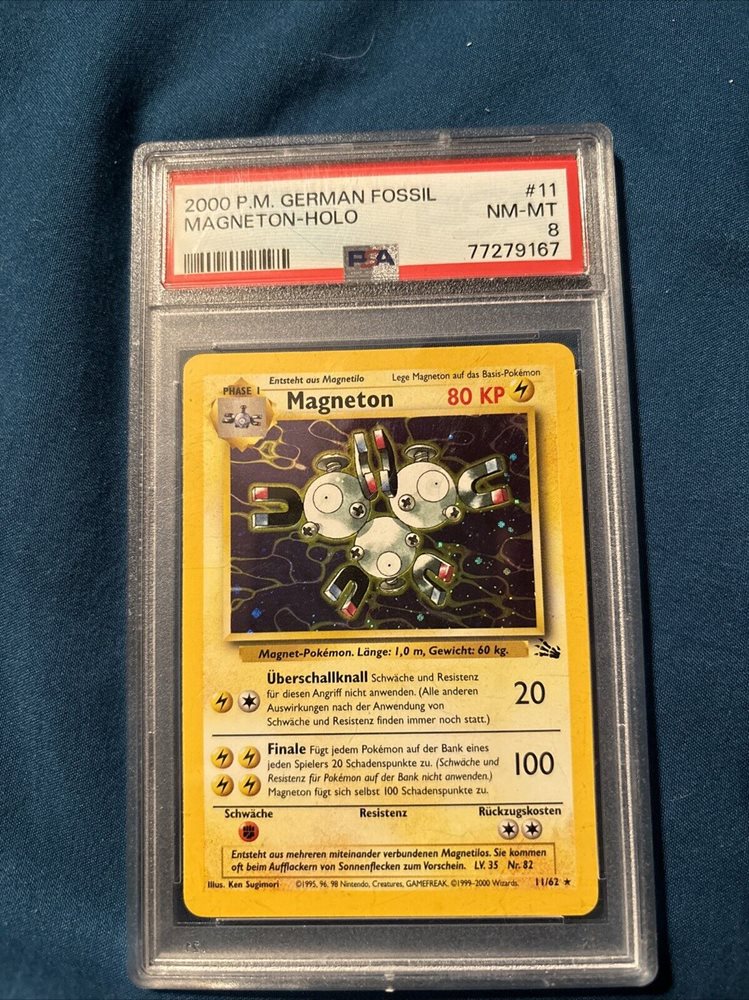 2000 P.M. GERMAN FOSSIL #11
MAGNETON-HOLO NM-MT
8
PSA 77279167
Entsteht aus Magnetilo Lege Magneton auf das Basis-Pokémon
PHASE 1 Magneton 80 KP
Magnet-Pokémon. Länge: 1,0 m, Gewicht: 60 kg.
Überschallknall Schwäche und Resistenz
für diesen Angriff nicht anwenden. (Alle anderen
Auswirkungen nach der Anwendung von
Schwäche und Resistenz finden immer noch statt.)
20
Finale Fügt jedem Pokémon auf der Bank eines
jeden Spielers 20 Schadenspunkte zu. (Schwäche und
Resistenz für Pokémon auf der Bank nicht anwenden.)
Magneton fügt sich selbst 100 Schadenspunkte zu.
100
Schwäche Resistenz Rückzugskosten
Entsteht aus mehreren miteinander verbundenen Magnetilos. Sie kommen
oft beim Aufflackern von Sonnenflecken zum Vorschein. LV. 35 Nr. 82
Illus. Ken Sugimori ©1995, 96, 98 Nintendo, Creatures, GAMEFREAK. ©1999-2000 Wizards. 11/62 ★